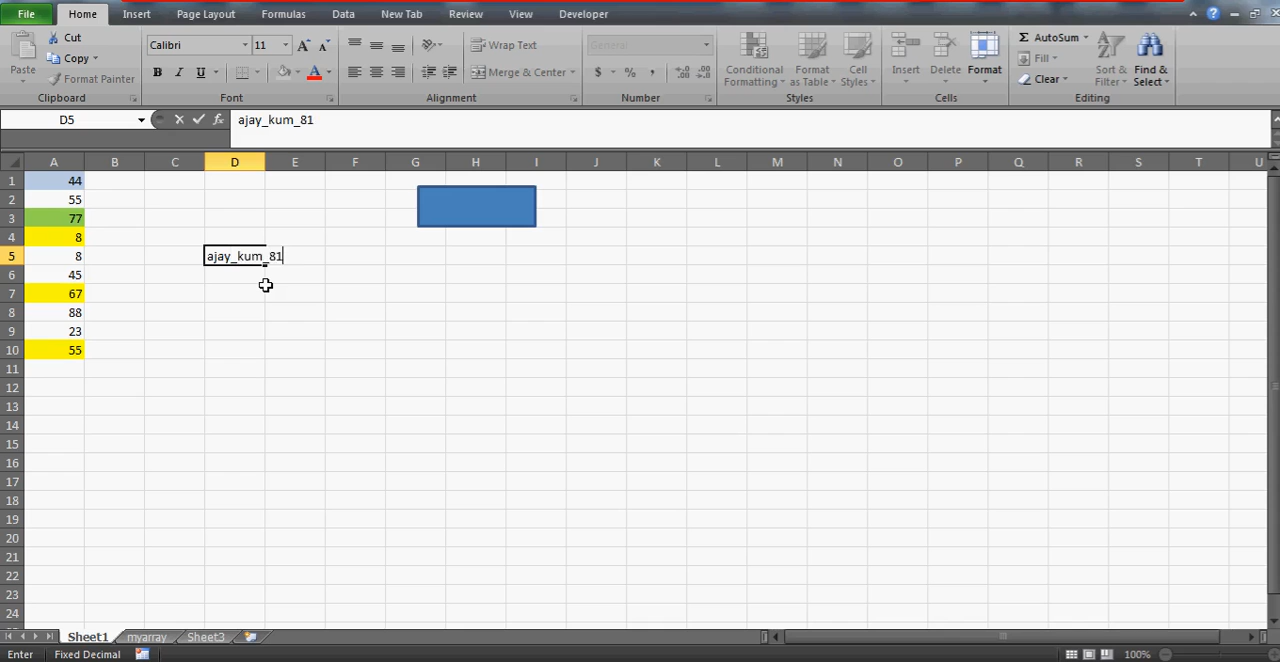 File Home Insert Page Layout Formulas Data New Tab Review View Developer
Paste Cut Copy Format Painter
Calibri 11
B I U A A A
Wrap Text
Merge & Center
General
$ % ,
Conditional Formatting
Format as Table
Cell Styles
Insert Delete Format
Σ AutoSum
Fill
Clear
Sort & Filter
Find & Select
Clipboard Font Alignment Number Styles Cells Editing
D5 fx ajay_kum_81
A B C D E F G H I J K L M N O P Q R S T U
1 44
2 55
3 77
4 8
5 8 ajay_kum_81
6 45
7 67
8 88
9 23
10 55
11
12
13
14
15
16
17
18
19
20
21
22
23
24
Sheet1 myarray Sheet3
Enter Fixed Decimal 100%